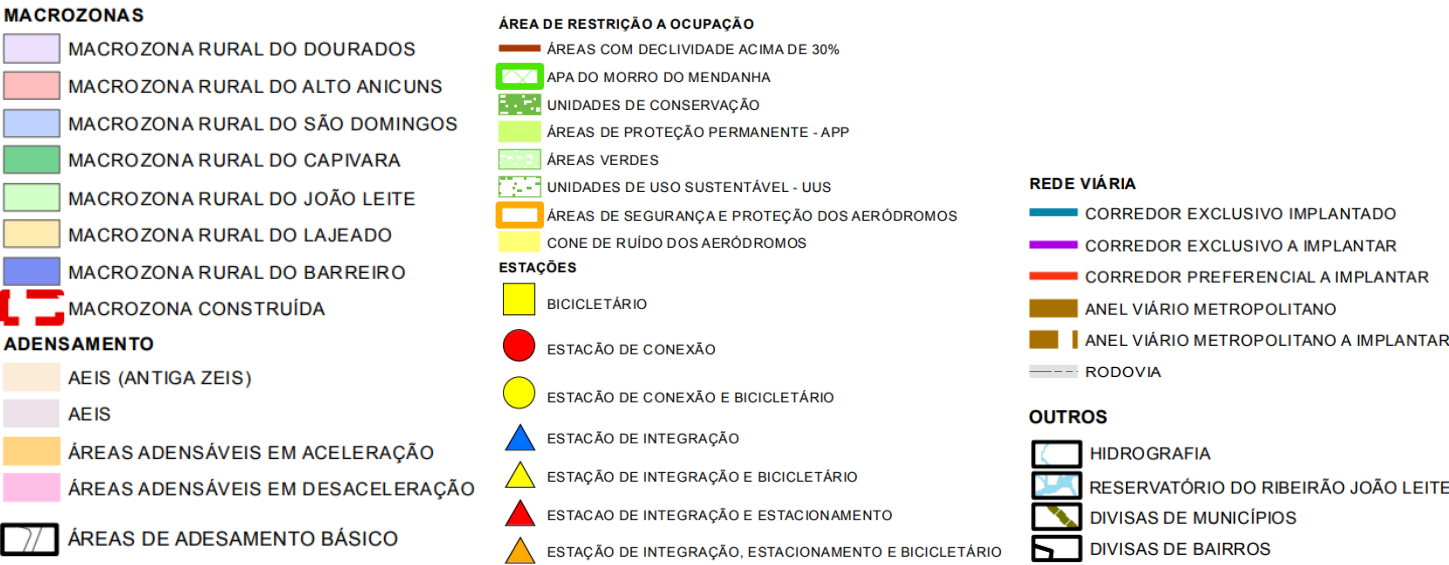 MACROZONAS
MACROZONA RURAL DO DOURADOS
MACROZONA RURAL DO ALTO ANICUNS
MACROZONA RURAL DO SÃO DOMINGOS
MACROZONA RURAL DO CAPIVARA
MACROZONA RURAL DO JOÃO LEITE
MACROZONA RURAL DO LAJEADO
MACROZONA RURAL DO BARREIRO
MACROZONA CONSTRUÍDA
ADENSAMENTO
AEIS (ANTIGA ZEIS)
AEIS
ÁREAS ADENSÁVEIS EM ACELERAÇÃO
ÁREAS ADENSÁVEIS EM DESACELERAÇÃO
ÁREAS DE ADESAMENTO BÁSICO
ÁREA DE RESTRIÇÃO A OCUPAÇÃO
ÁREAS COM DECLIVIDADE ACIMA DE 30%
APA DO MORRO DO MENDANHA
UNIDADES DE CONSERVAÇÃO
ÁREAS DE PROTEÇÃO PERMANENTE - APP
ÁREAS VERDES
UNIDADES DE USO SUSTENTÁVEL - UUS
ÁREAS DE SEGURANÇA E PROTEÇÃO DOS AERÓDROMOS
CONE DE RUÍDO DOS AERÓDROMOS
ESTAÇÕES
BICICLETÁRIO
ESTACÃO DE CONEXÃO
ESTACÃO DE CONEXÃO E BICICLETÁRIO
ESTACÃO DE INTEGRAÇÃO
ESTAÇÃO DE INTEGRAÇÃO E BICICLETÁRIO
ESTACAO DE INTEGRAÇÃO E ESTACIONAMENTO
ESTAÇÃO DE INTEGRAÇÃO, ESTACIONAMENTO E BICICLETÁRIO
REDE VIÁRIA
CORREDOR EXCLUSIVO IMPLANTADO
CORREDOR EXCLUSIVO A IMPLANTAR
CORREDOR PREFERENCIAL A IMPLANTAR
ANEL VIÁRIO METROPOLITANO
ANEL VIÁRIO METROPOLITANO A IMPLANTAR
RODOVIA
OUTROS
HIDROGRAFIA
RESERVATÓRIO DO RIBEIRÃO JOÃO LEITE
DIVISAS DE MUNICÍPIOS
DIVISAS DE BAIRROS